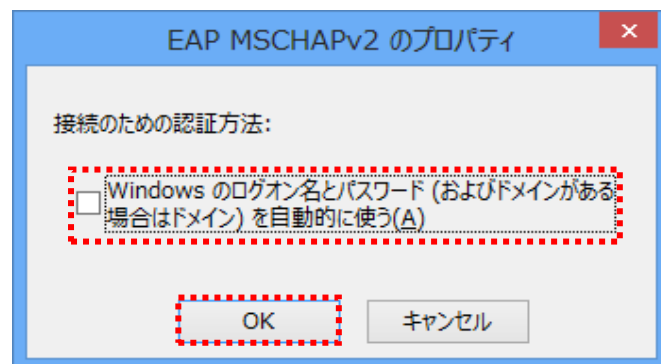 EAP MSCHAPv2 のプロパティ
接続のための認証方法:
Windows のログオン名とパスワード (およびドメインがある
場合はドメイン) を自動的に使う(A)
OK キャンセル